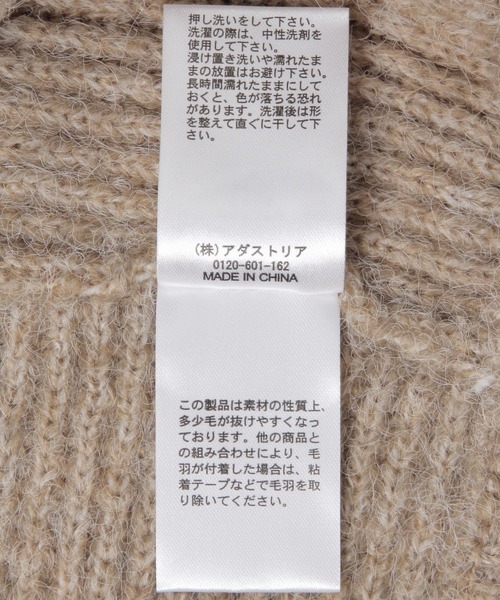 押し洗いをして下さい。
洗濯の際は、中性洗剤を
使用して下さい。
浸け置き洗いや濡れたま
まの放置はお避け下さい。
長時間濡れたままにして
おくと、色が落ちる恐れ
があります。洗濯後は形
を整えて直ぐに干して下
さい。
(株)アダストリア
0120-601-162
MADE IN CHINA
この製品は素材の性質上、
多少毛が抜けやすくなっ
ております。他の商品と
の組み合わせにより、毛
羽が付着した場合は、粘
着テープなどで毛羽を取
り除いてください。